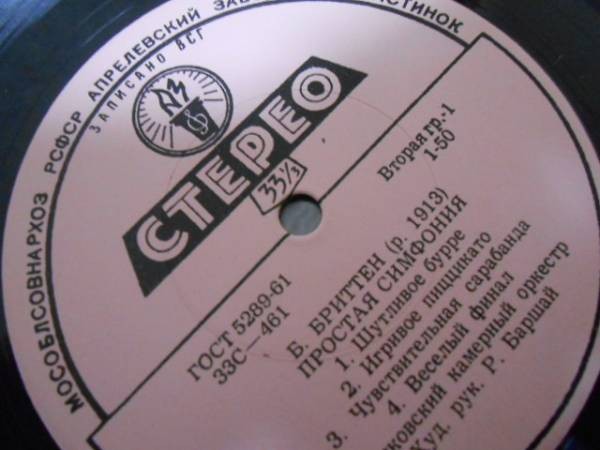 МОСОБЛСОВНАРХОЗ РСФСР АПРЕЛЕВСКИЙ ЗАВ
ЗАПИСАНО ВСГ
СТЕРЕО
33⅓
Вторая гр.-1
1-50
ГОСТ 5289-61
33С—461
Б. БРИТТЕН (р. 1913)
ПРОСТАЯ СИМФОНИЯ
1. Шутливое бурре
2. Игривое пиццикато
3. Чувствительная сарабанда
4. Веселый финал
камерный оркестр
Худ. рук. Р. Баршай